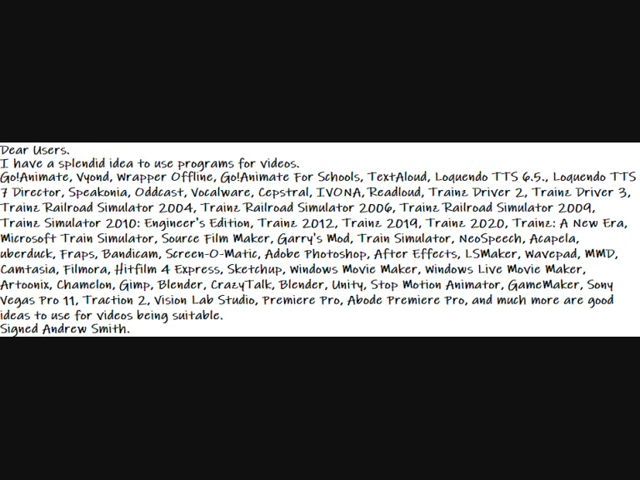 Dear Users.
I have a splendid idea to use programs for videos.
Go!Animate, Vyond, Wrapper Offline, Go!Animate For Schools, TextAloud, Loquendo TTS 6.5., Loquendo TTS
7 Director, Speakonia, Oddcast, Vocalware, Cepstral, IVONA, Readloud, Trainz Driver 2, Trainz Driver 3,
Trainz Railroad Simulator 2004, Trainz Railroad Simulator 2006, Trainz Railroad Simulator 2009,
Trainz Simulator 2010: Engineer's Edition, Trainz 2012, Trainz 2019, Trainz 2020, Trainz: A New Era,
Microsoft Train Simulator, Source Film Maker, Garry's Mod, Train Simulator, NeoSpeech, Acapela,
uberduck, Fraps, Bandicam, Screen-O-Matic, Adobe Photoshop, After Effects, LSMaker, Wavepad, MMD,
Camtasia, Filmora, Hitfilm 4 Express, Sketchup, Windows Movie Maker, Windows Live Movie Maker,
Artoonix, Chamelon, Gimp, Blender, CrazyTalk, Blender, Unity, Stop Motion Animator, GameMaker, Sony
Vegas Pro 11, Traction 2, Vision Lab Studio, Premiere Pro, Abode Premiere Pro, and much more are good
ideas to use for videos being suitable.
Signed Andrew Smith.